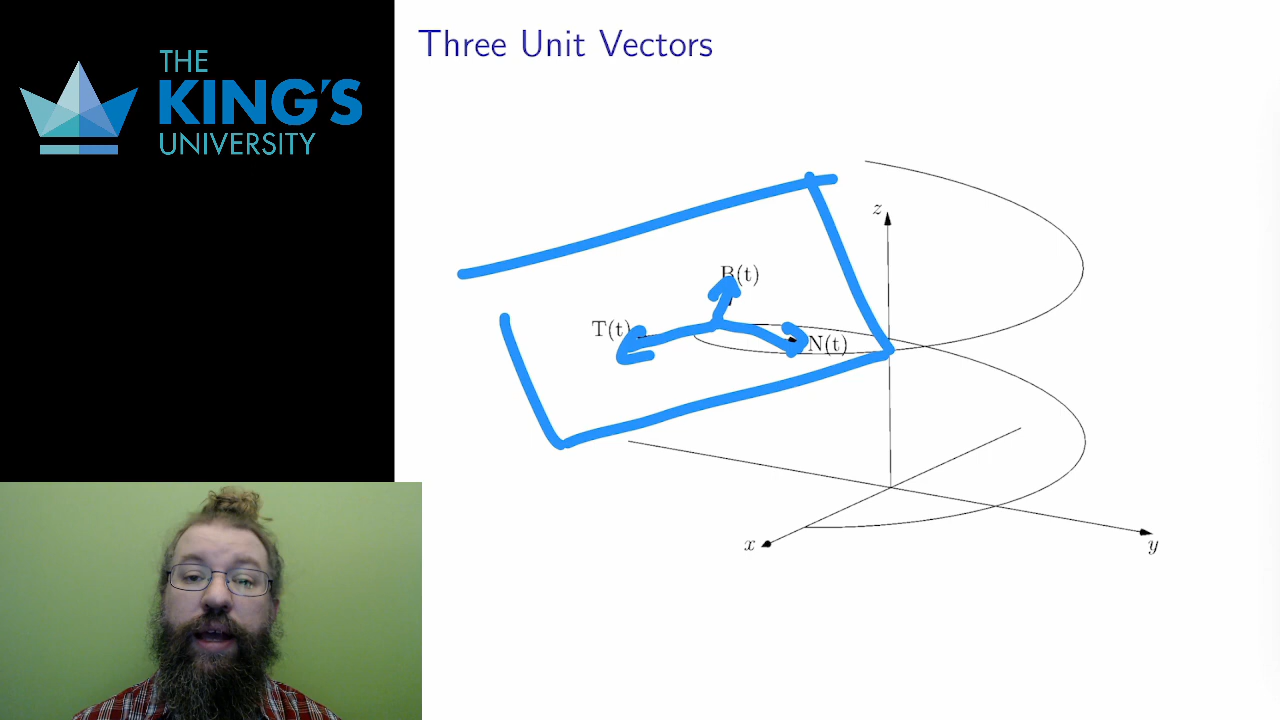 THE
KING'S
UNIVERSITY
Three Unit Vectors
z
B(t)
T(t)
N(t)
x
y